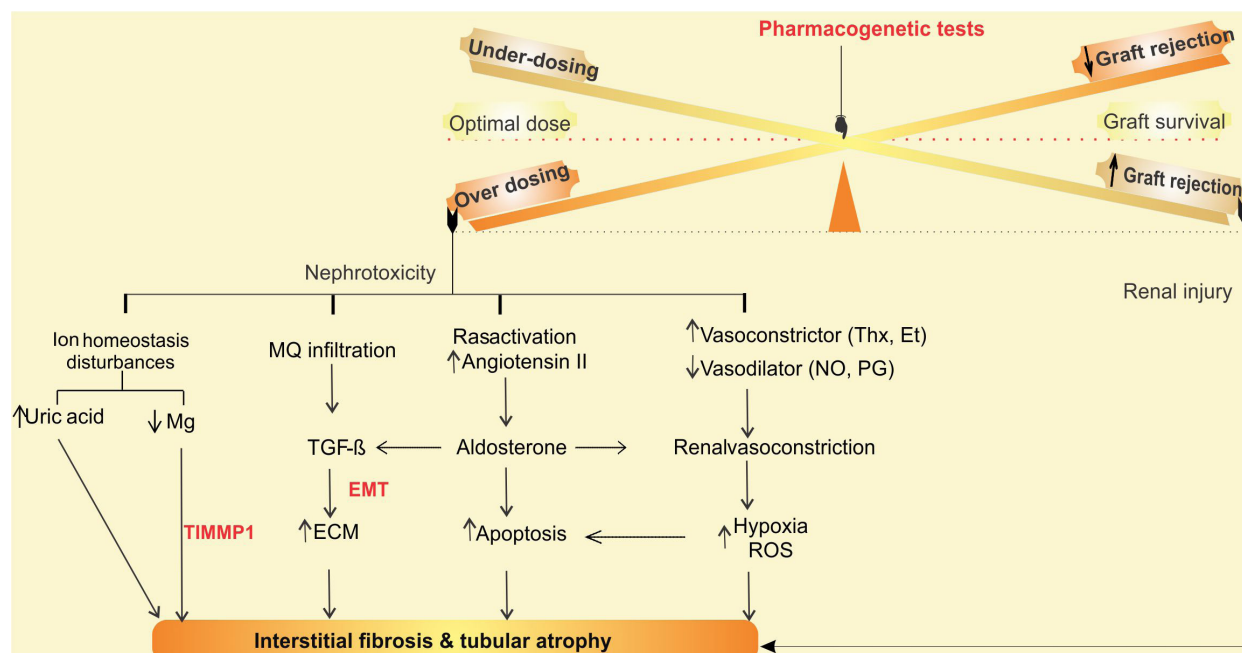 Pharmacogenetic tests
Under-dosing
↓ Graft rejection
Optimal dose
Graft survival
Over dosing
↑ Graft rejection
Nephrotoxicity
Renal injury
Ion homeostasis
disturbances
MQ infiltration
Rasactivation
↑Angiotensin II
↑Vasoconstrictor (Thx, Et)
↓Vasodilator (NO, PG)
↑Uric acid
↓Mg
TGF-ß
Aldosterone
Renalvasoconstriction
EMT
TIMMP1
↑ECM
↑Apoptosis
↑Hypoxia
ROS
Interstitial fibrosis & tubular atrophy